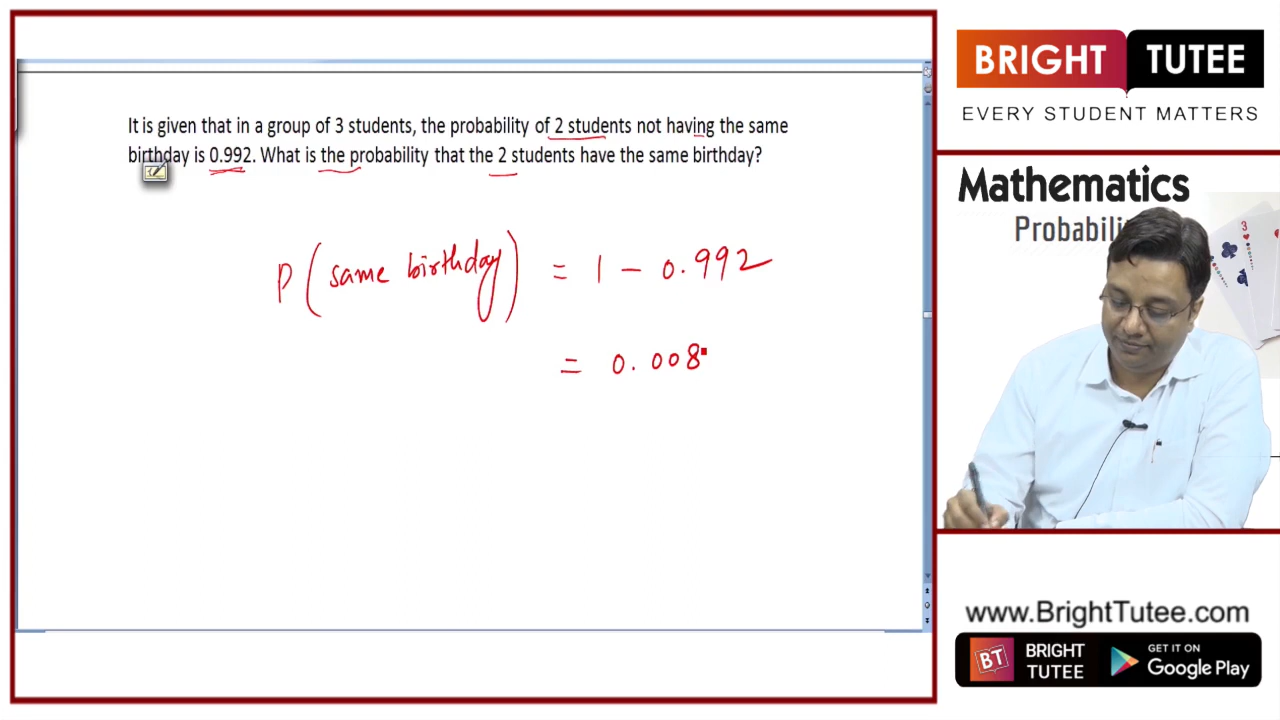 It is given that in a group of 3 students, the probability of 2 students not having the same
birthday is 0.992. What is the probability that the 2 students have the same birthday?
P (same birthday) = 1 - 0.992
= 0.008
BRIGHT TUTEE
EVERY STUDENT MATTERS
Mathematics
Probabili
3
www.BrightTutee.com
BT
BRIGHT
TUTEE
GET IT ON
Google Play